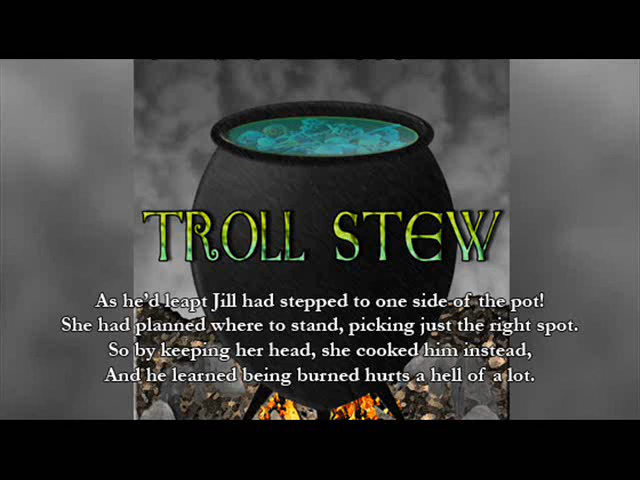 TROLL STEW
As he'd leapt Jill had stepped to one side of the pot!
She had planned where to stand, picking just the right spot.
So by keeping her head, she cooked him instead,
And he learned being burned hurts a hell of a lot.